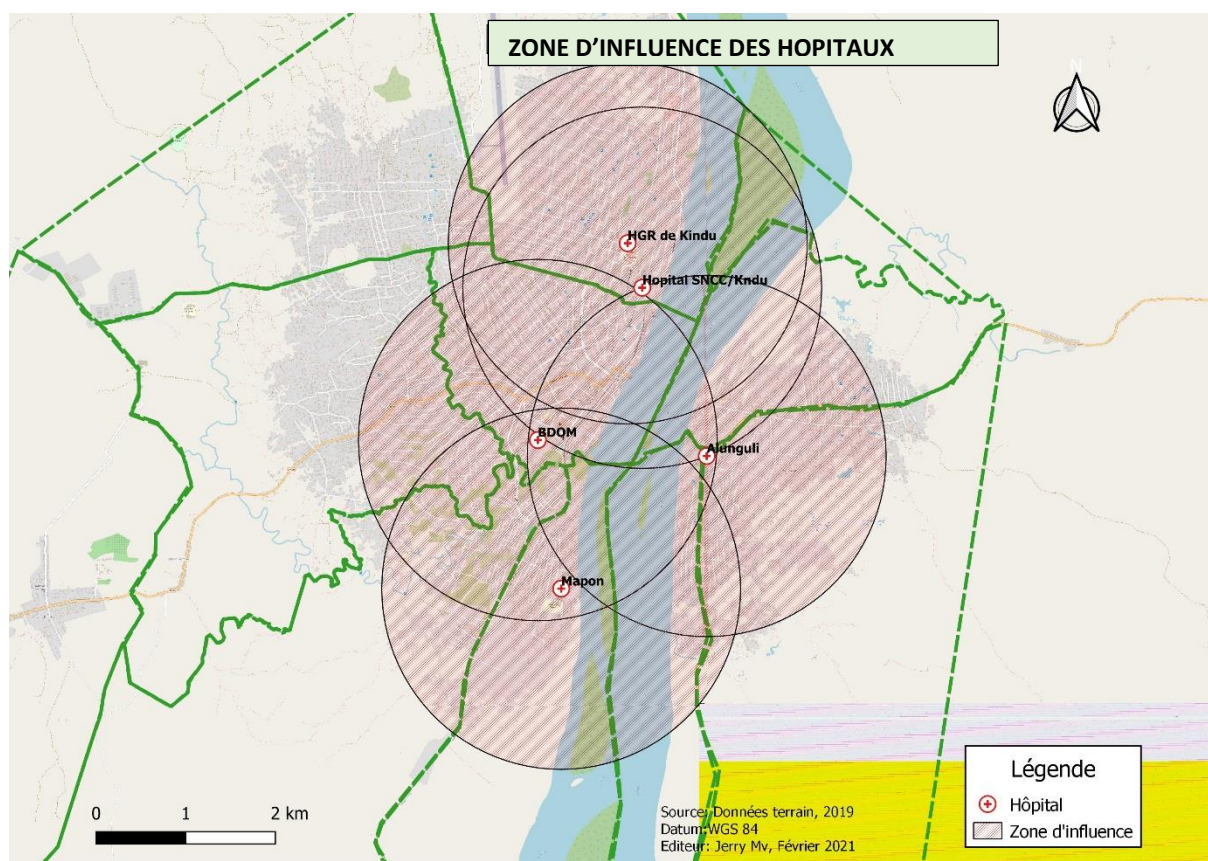 ZONE D'INFLUENCE DES HOPITAUX
N
HGR de Kindu
Hopital SNCC/Kndu
BDOM
Alunguli
Mapon
0 1 2 km
Source: Données terrain, 2019
Datum:WGS 84
Editeur: Jerry Mv, Février 2021
Légende
Hôpital
Zone d'influence